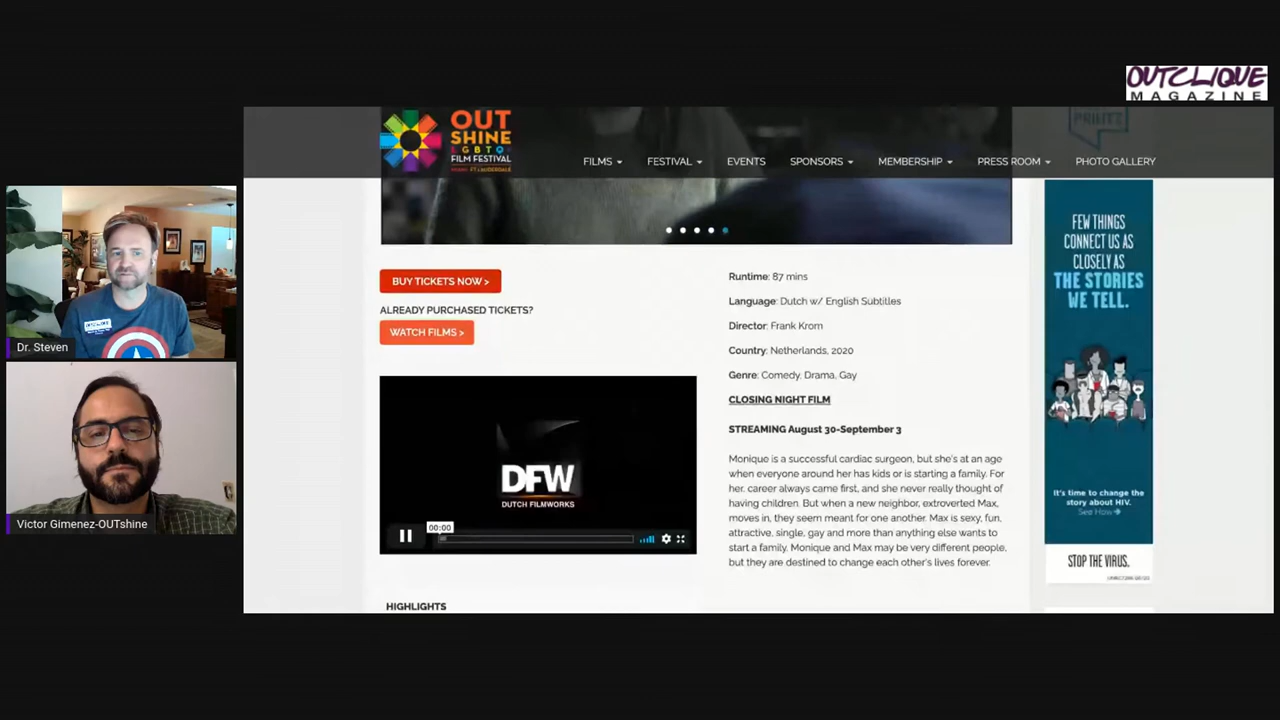 OUTCLIQUE
MAGAZINE
OUT
SHINE
LGBTQ+
FILM FESTIVAL
FILMS
FESTIVAL
EVENTS
SPONSORS
MEMBERSHIP
PRESS ROOM
PHOTO GALLERY
BUY TICKETS NOW >
ALREADY PURCHASED TICKETS?
WATCH FILMS >
DFW
DUTCH FILMWORKS
00:00
HIGHLIGHTS
Runtime: 87 mins
Language: Dutch w/ English Subtitles
Director: Frank Krom
Country: Netherlands, 2020
Genre: Comedy, Drama, Gay
CLOSING NIGHT FILM
STREAMING August 30-September 3
Monique is a successful cardiac surgeon, but she's at an age
when everyone around her has kids or is starting a family. For
her, career always came first, and she never really thought of
having children. But when a new neighbor, extroverted Max,
moves in, they seem meant for one another. Max is sexy, fun,
attractive, single, gay and more than anything else wants to
start a family. Monique and Max may be very different people,
but they are destined to change each other's lives forever.
FEW THINGS
CONNECT US AS
CLOSELY AS
THE STORIES
WE TELL.
It's time to change the
story about HIV.
See How
STOP THE VIRUS.
Dr. Steven
Victor Gimenez-OUTshine